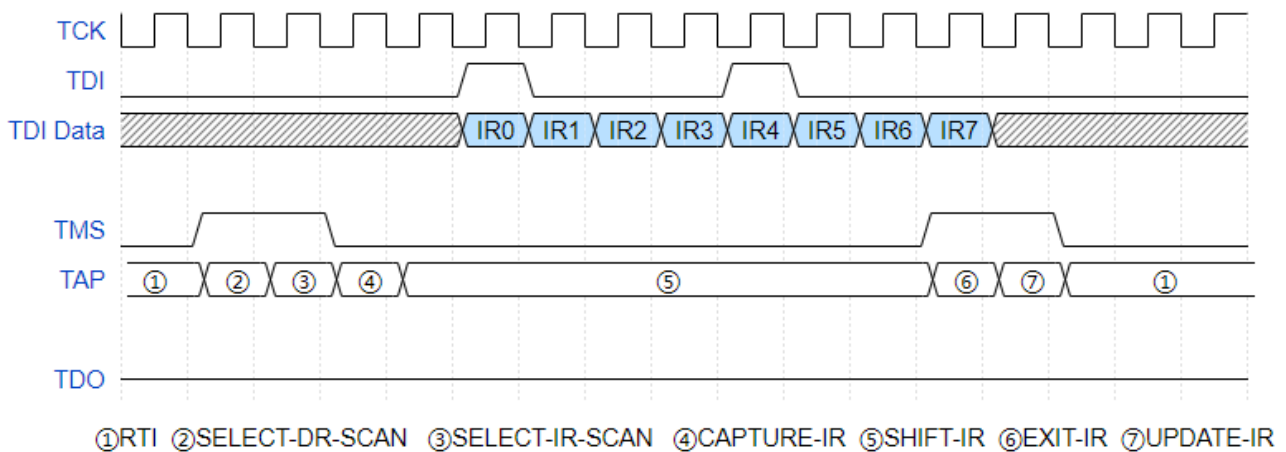 TCK
TDI
TDI Data IR0 IR1 IR2 IR3 IR4 IR5 IR6 IR7
TMS
TAP ① ② ③ ④ ⑤ ⑥ ⑦ ①
TDO
①RTI ②SELECT-DR-SCAN ③SELECT-IR-SCAN ④CAPTURE-IR ⑤SHIFT-IR ⑥EXIT-IR ⑦UPDATE-IR